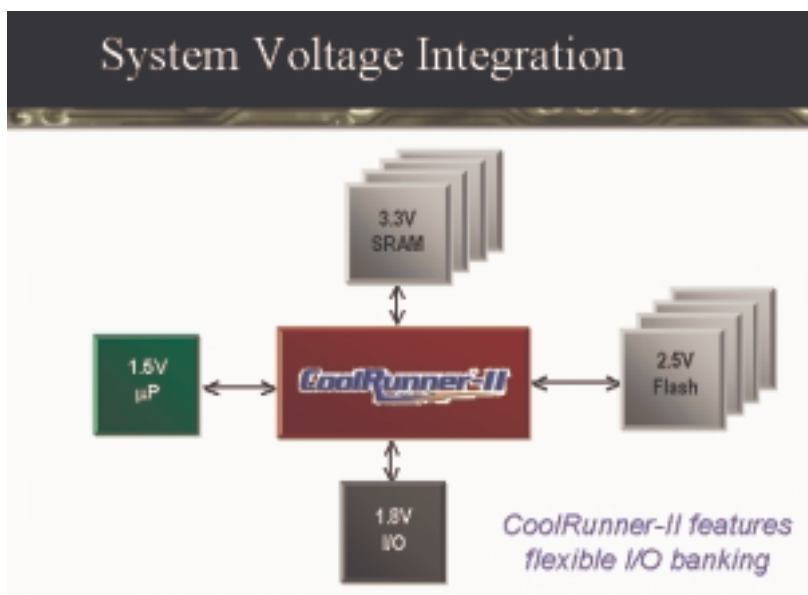 System Voltage Integration
3.3V
SRAM
1.5V
µP
CoolRunner-II
2.5V
Flash
1.8V
I/O
CoolRunner-II features
flexible I/O banking